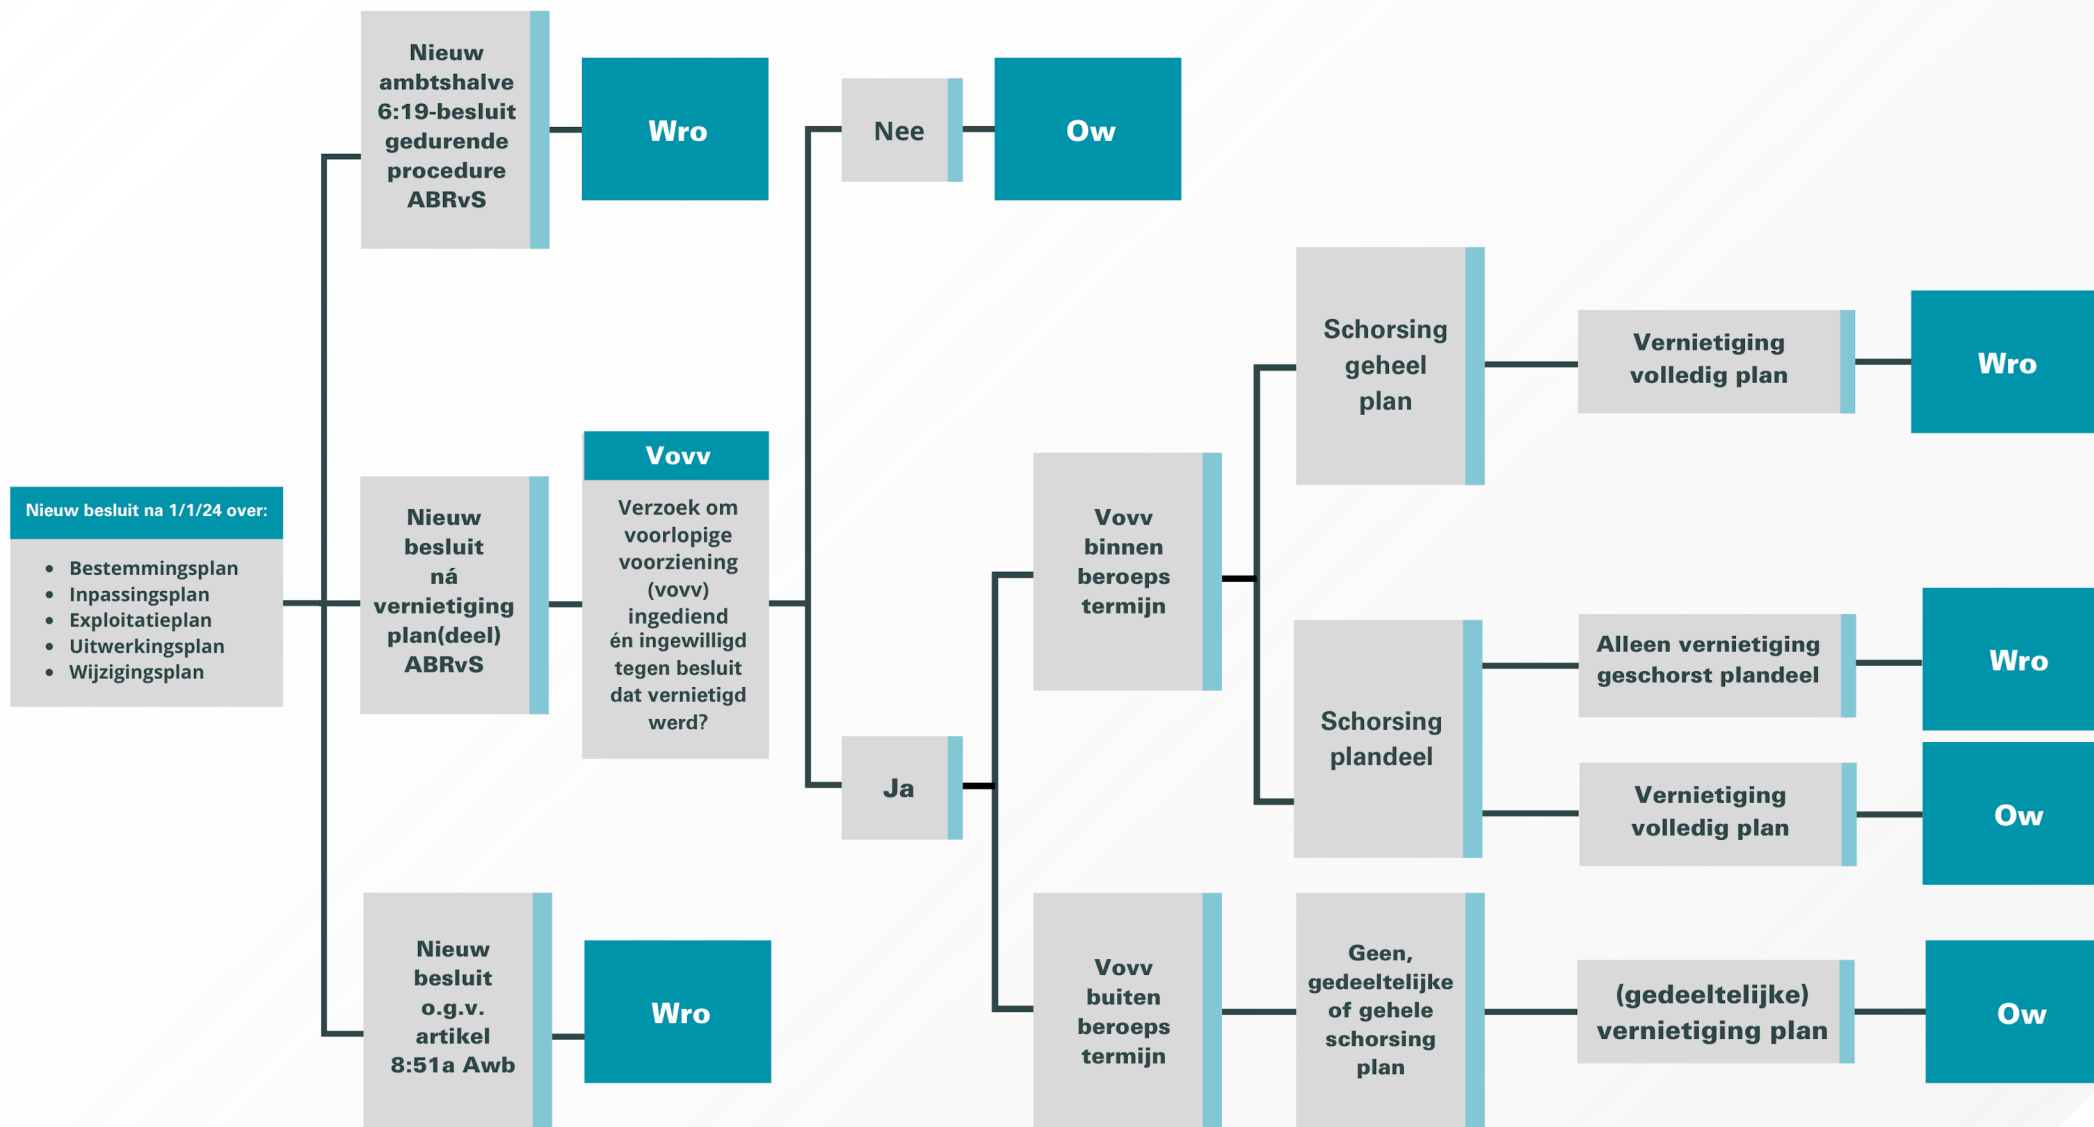 Nieuw besluit na 1/1/24 over:
• Bestemmingsplan
• Inpassingsplan
• Exploitatieplan
• Uitwerkingsplan
• Wijzigingsplan
Nieuw
ambtshalve
6:19-besluit
gedurende
procedure
ABRvS
Wro
Nieuw
besluit
ná
vernietiging
plan(deel)
ABRvS
Vovv
Verzoek om
voorlopige
voorziening
(vovv)
ingediend
én ingewilligd
tegen besluit
dat vernietigd
werd?
Nee
Ow
Ja
Vovv
binnen
beroeps
termijn
Schorsing
geheel
plan
Vernietiging
volledig plan
Wro
Schorsing
plandeel
Alleen vernietiging
geschorst plandeel
Wro
Vernietiging
volledig plan
Ow
Vovv
buiten
beroeps
termijn
Geen,
gedeeltelijke
of gehele
schorsing
plan
(gedeeltelijke)
vernietiging plan
Ow
Nieuw
besluit
o.g.v.
artikel
8:51a Awb
Wro